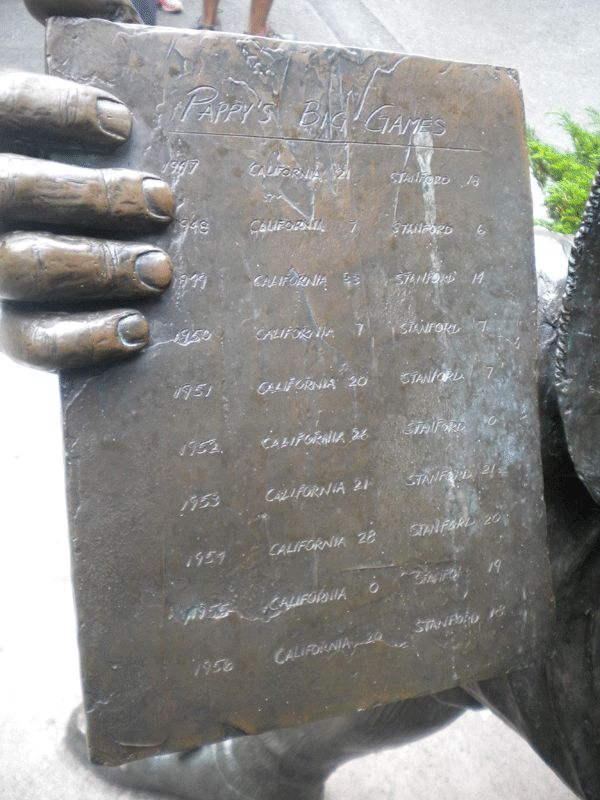 PAPPY'S BIG GAMES
1947 CALIFORNIA 21 STANFORD 18
1948 CALIFORNIA 7 STANFORD 6
1949 CALIFORNIA 33 STANFORD 14
1950 CALIFORNIA 7 STANFORD 7
1951 CALIFORNIA 20 STANFORD 7
1952 CALIFORNIA 26 STANFORD 0
1953 CALIFORNIA 21 STANFORD 21
1954 CALIFORNIA 28 STANFORD 20
1955 CALIFORNIA 0 STANFORD 19
1956 CALIFORNIA 20 STANFORD 18